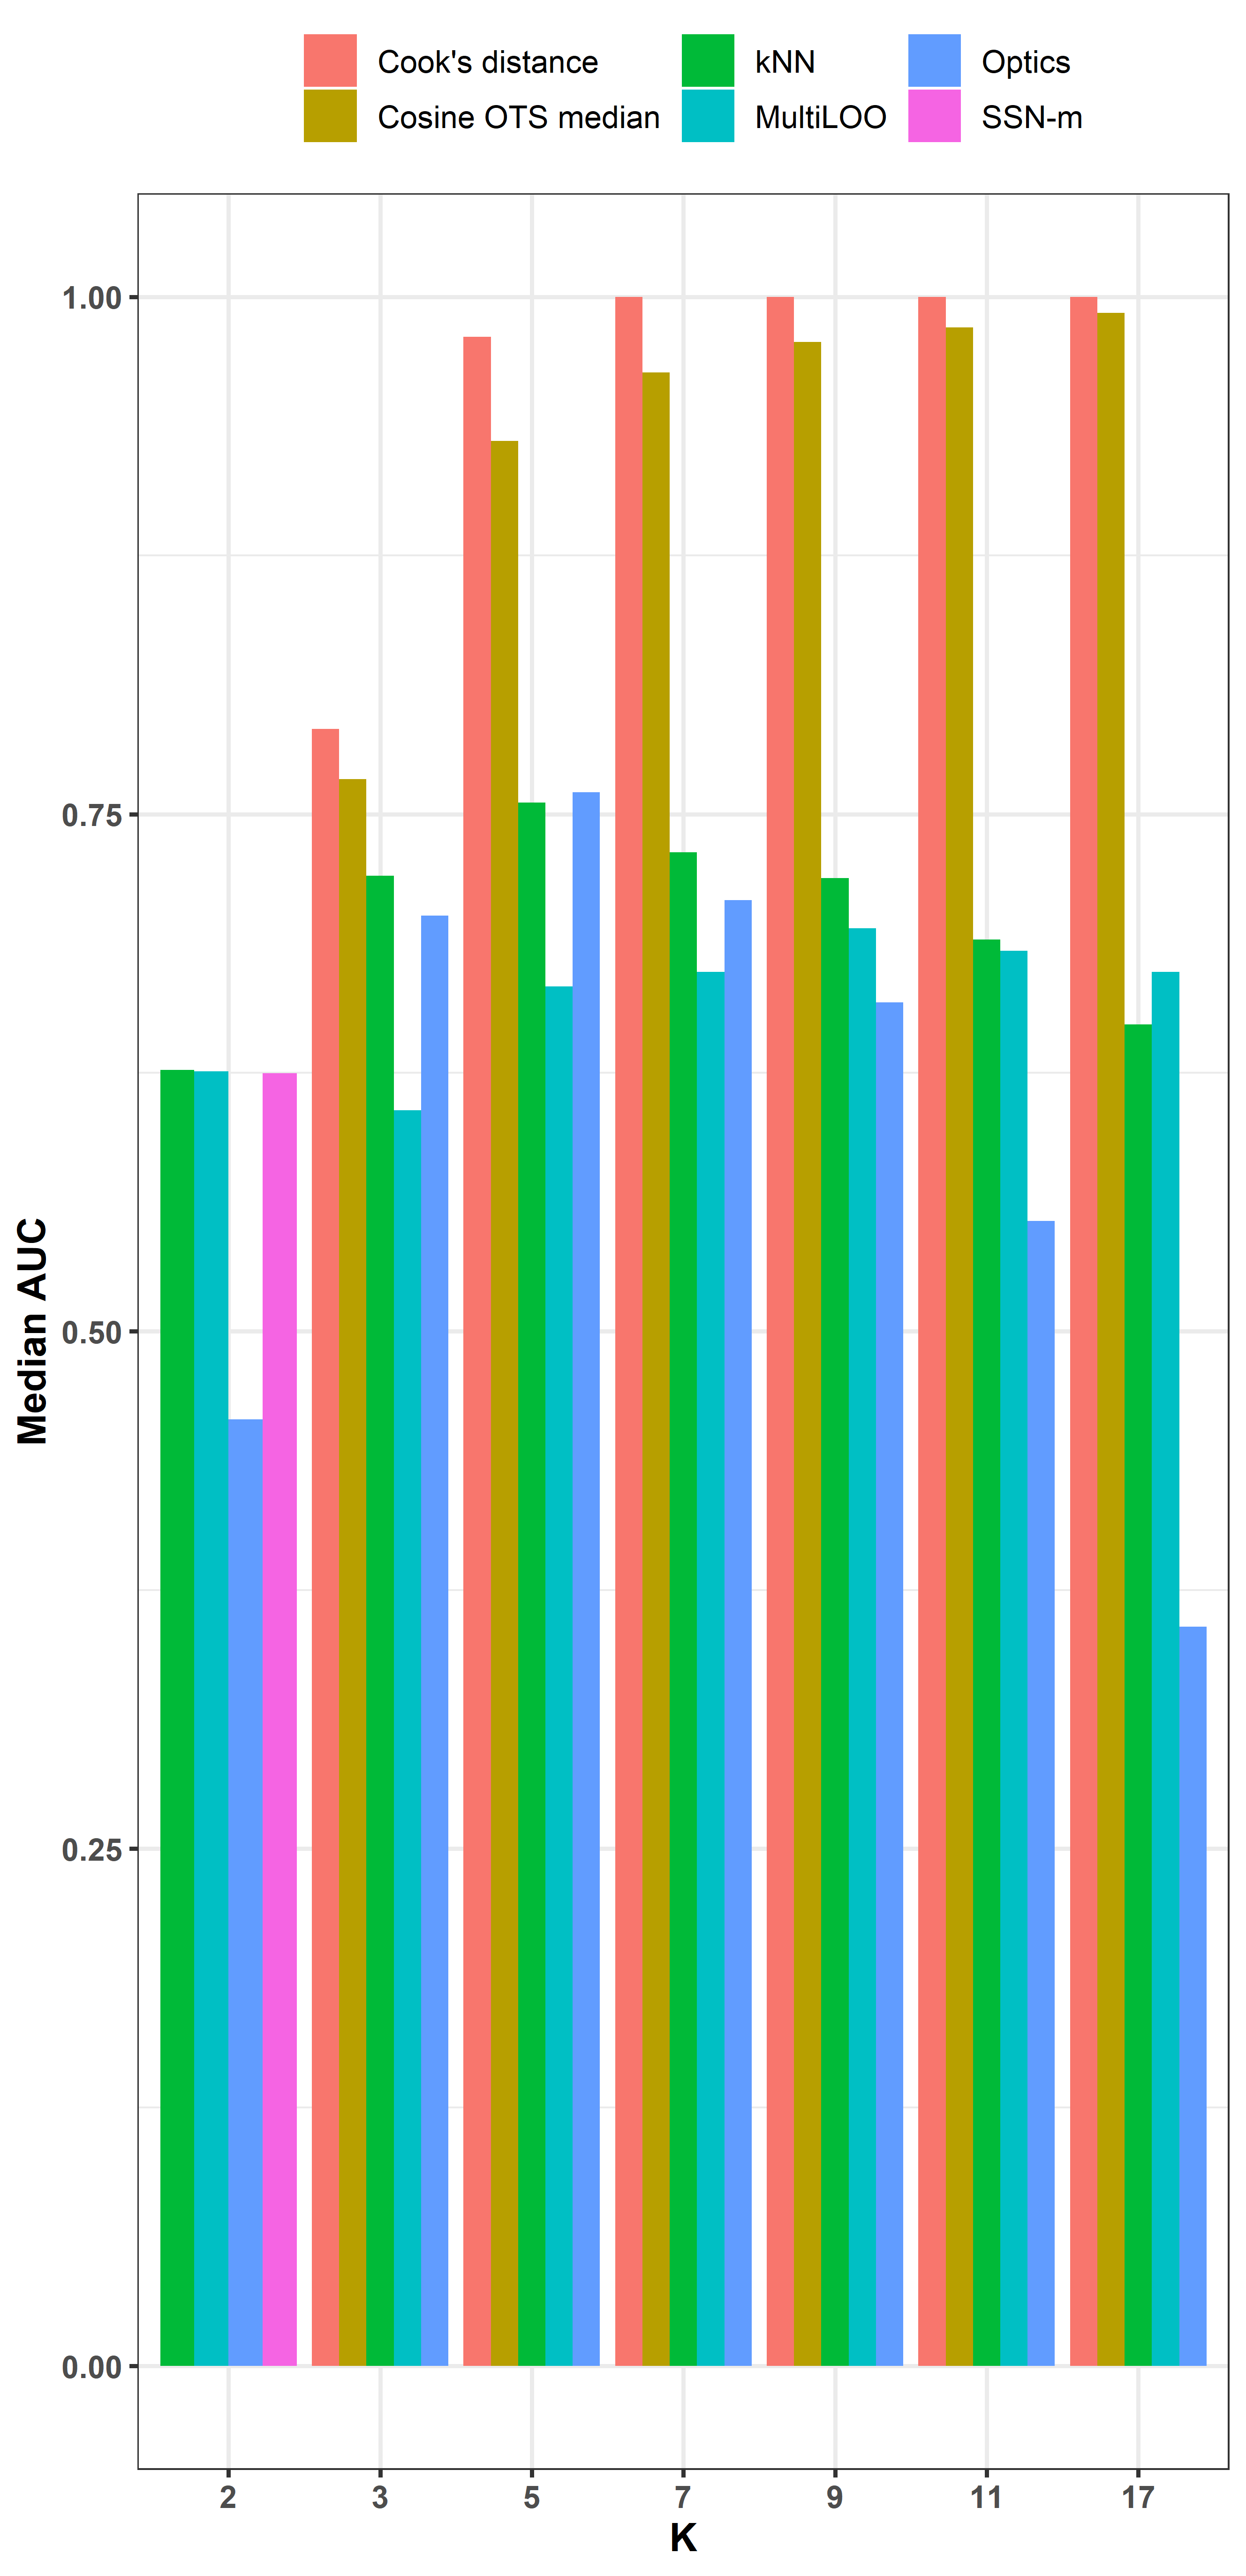 Cook's distance kNN Optics
Cosine OTS median MultiLOO SSN-m
1.00
0.75
0.50
0.25
0.00
Median AUC
2 3 5 7 9 11 17
K